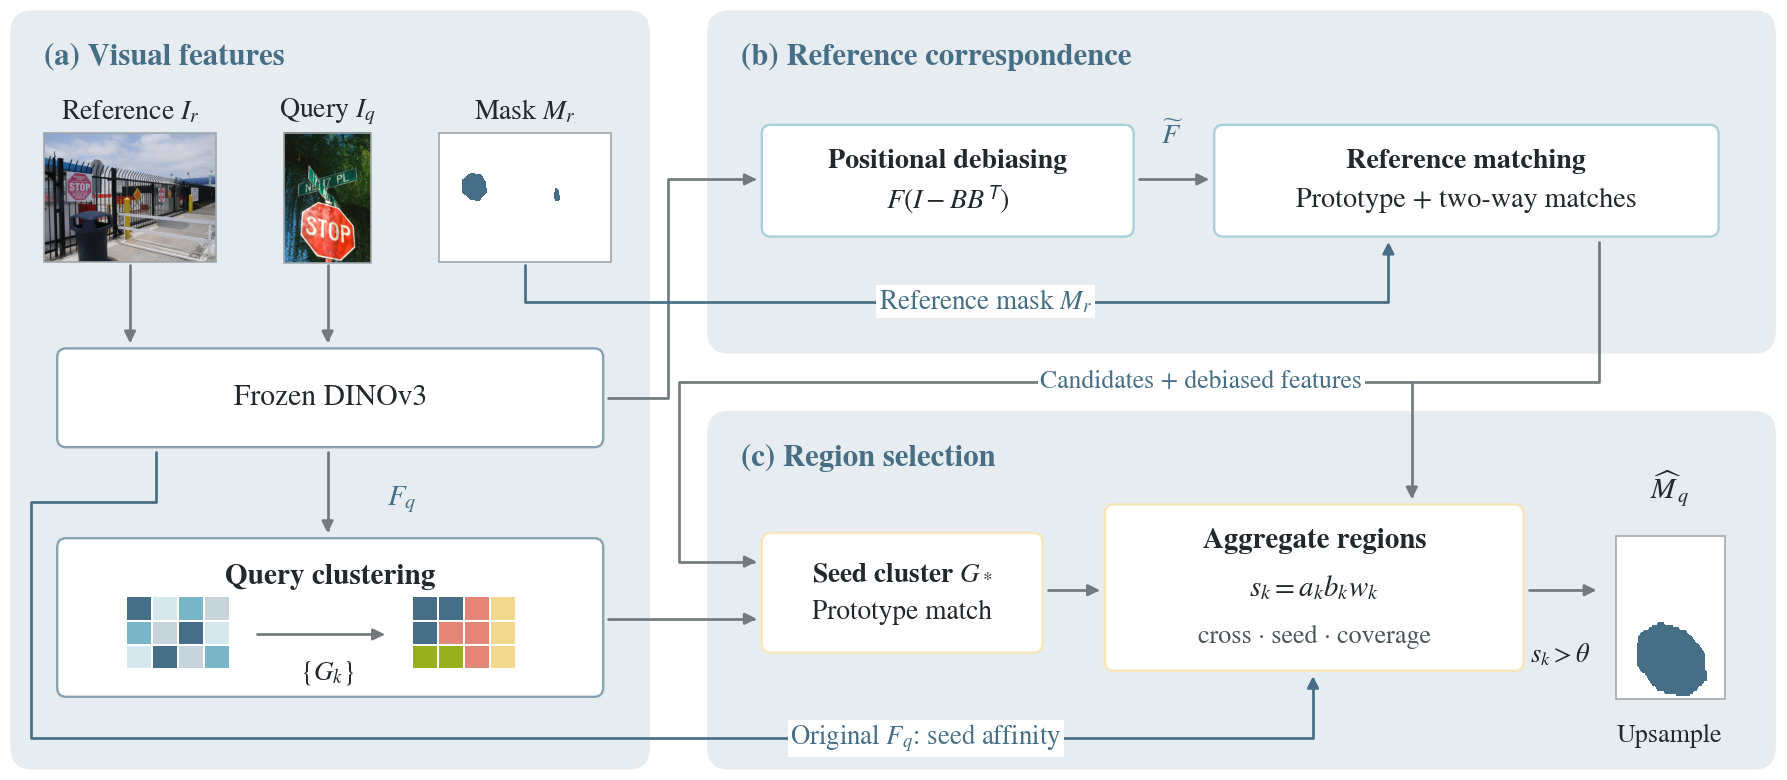 (a) Visual features
Reference I_r
Query I_q
Mask M_r
STOP
PL
STOP
Frozen DINOv3
F_q
Query clustering
{G_k}
(b) Reference correspondence
Positional debiasing
F(I − BB^T)
F̃
Reference matching
Prototype + two-way matches
Reference mask M_r
Candidates + debiased features
(c) Region selection
Seed cluster G_*
Prototype match
Aggregate regions
s_k = a_k b_k w_k
cross · seed · coverage
s_k > θ
M̂_q
Upsample
Original F_q: seed affinity